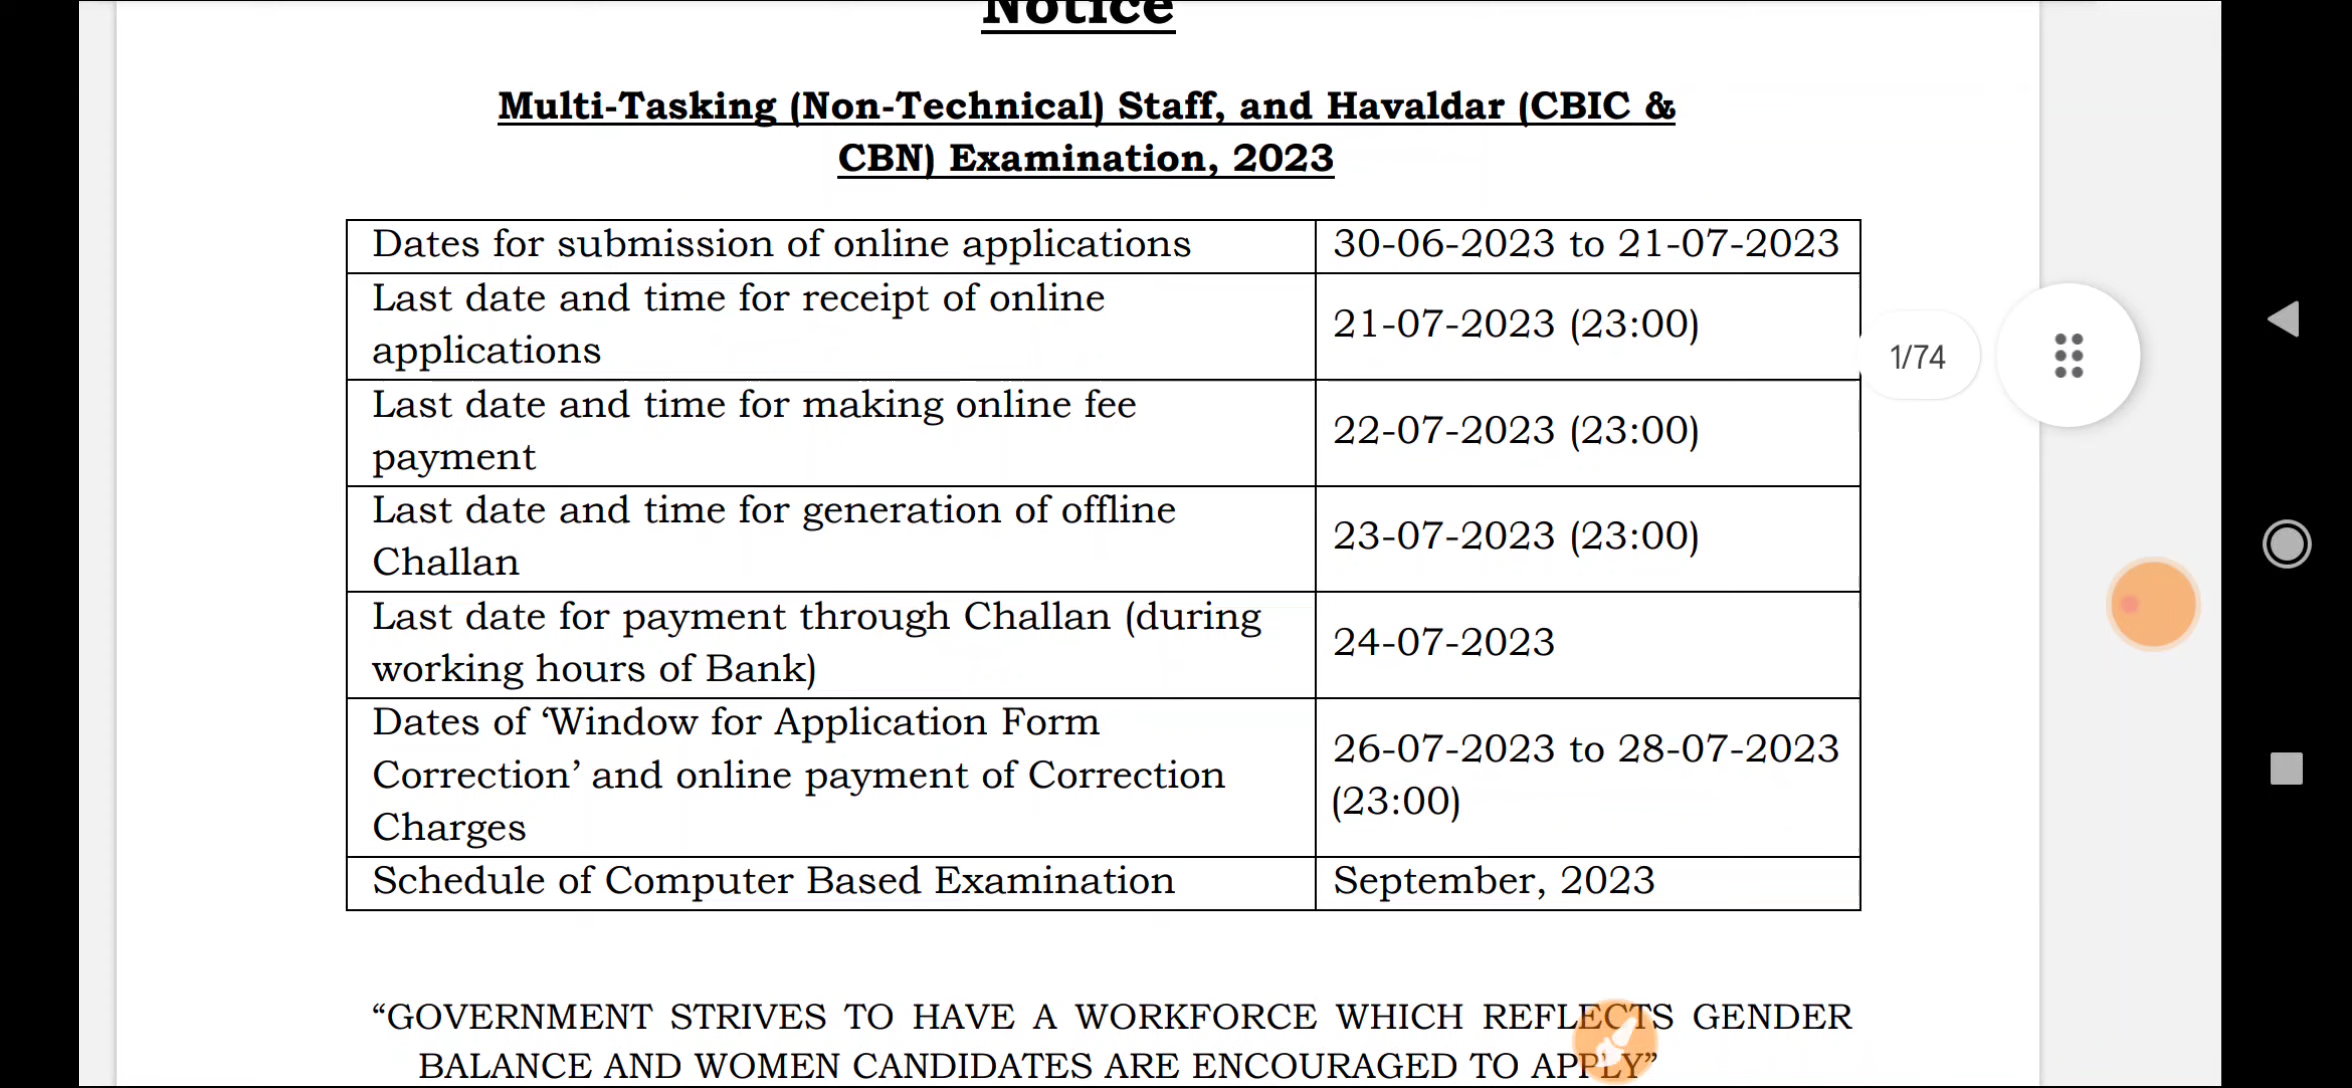 Notice
Multi-Tasking (Non-Technical) Staff, and Havaldar (CBIC &
CBN) Examination, 2023
Dates for submission of online applications
30-06-2023 to 21-07-2023
Last date and time for receipt of online
applications
21-07-2023 (23:00)
Last date and time for making online fee
payment
22-07-2023 (23:00)
Last date and time for generation of offline
Challan
23-07-2023 (23:00)
Last date for payment through Challan (during
working hours of Bank)
24-07-2023
Dates of ‘Window for Application Form
Correction’ and online payment of Correction
Charges
26-07-2023 to 28-07-2023
(23:00)
Schedule of Computer Based Examination
September, 2023
1/74
“GOVERNMENT STRIVES TO HAVE A WORKFORCE WHICH REFLECTS GENDER
BALANCE AND WOMEN CANDIDATES ARE ENCOURAGED TO APPLY”